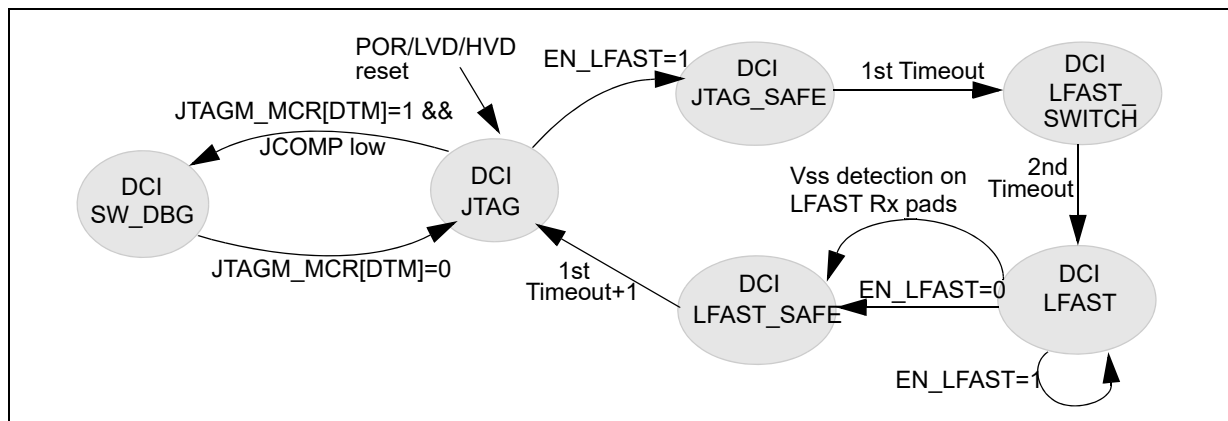 POR/LVD/HVD
reset
EN_LFAST=1
DCI
JTAG_SAFE
1st Timeout
DCI
LFAST_
SWITCH
JTAGM_MCR[DTM]=1 &&
JCOMP low
DCI
SW_DBG
DCI
JTAG
Vss detection on
LFAST Rx pads
2nd
Timeout
JTAGM_MCR[DTM]=0
1st
Timeout+1
DCI
LFAST_SAFE
EN_LFAST=0
DCI
LFAST
EN_LFAST=1